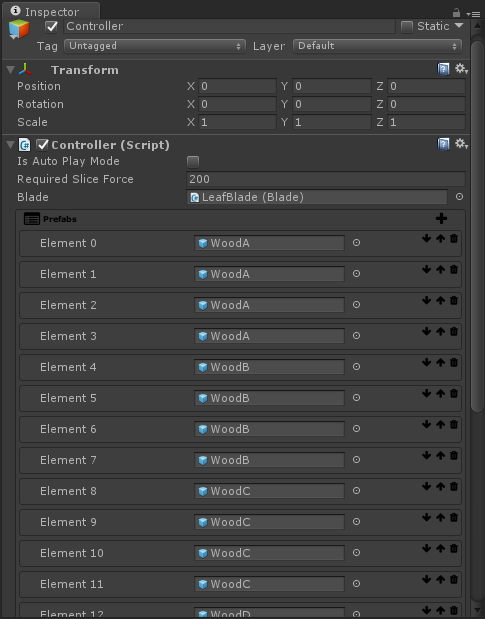 Inspector
Controller Static
Tag Untagged Layer Default
Transform
Position X 0 Y 0 Z 0
Rotation X 0 Y 0 Z 0
Scale X 1 Y 1 Z 1
Controller (Script)
Is Auto Play Mode
Required Slice Force 200
Blade LeafBlade (Blade)
Prefabs
Element 0 WoodA
Element 1 WoodA
Element 2 WoodA
Element 3 WoodA
Element 4 WoodB
Element 5 WoodB
Element 6 WoodB
Element 7 WoodB
Element 8 WoodC
Element 9 WoodC
Element 10 WoodC
Element 11 WoodC
Element 12 WoodD